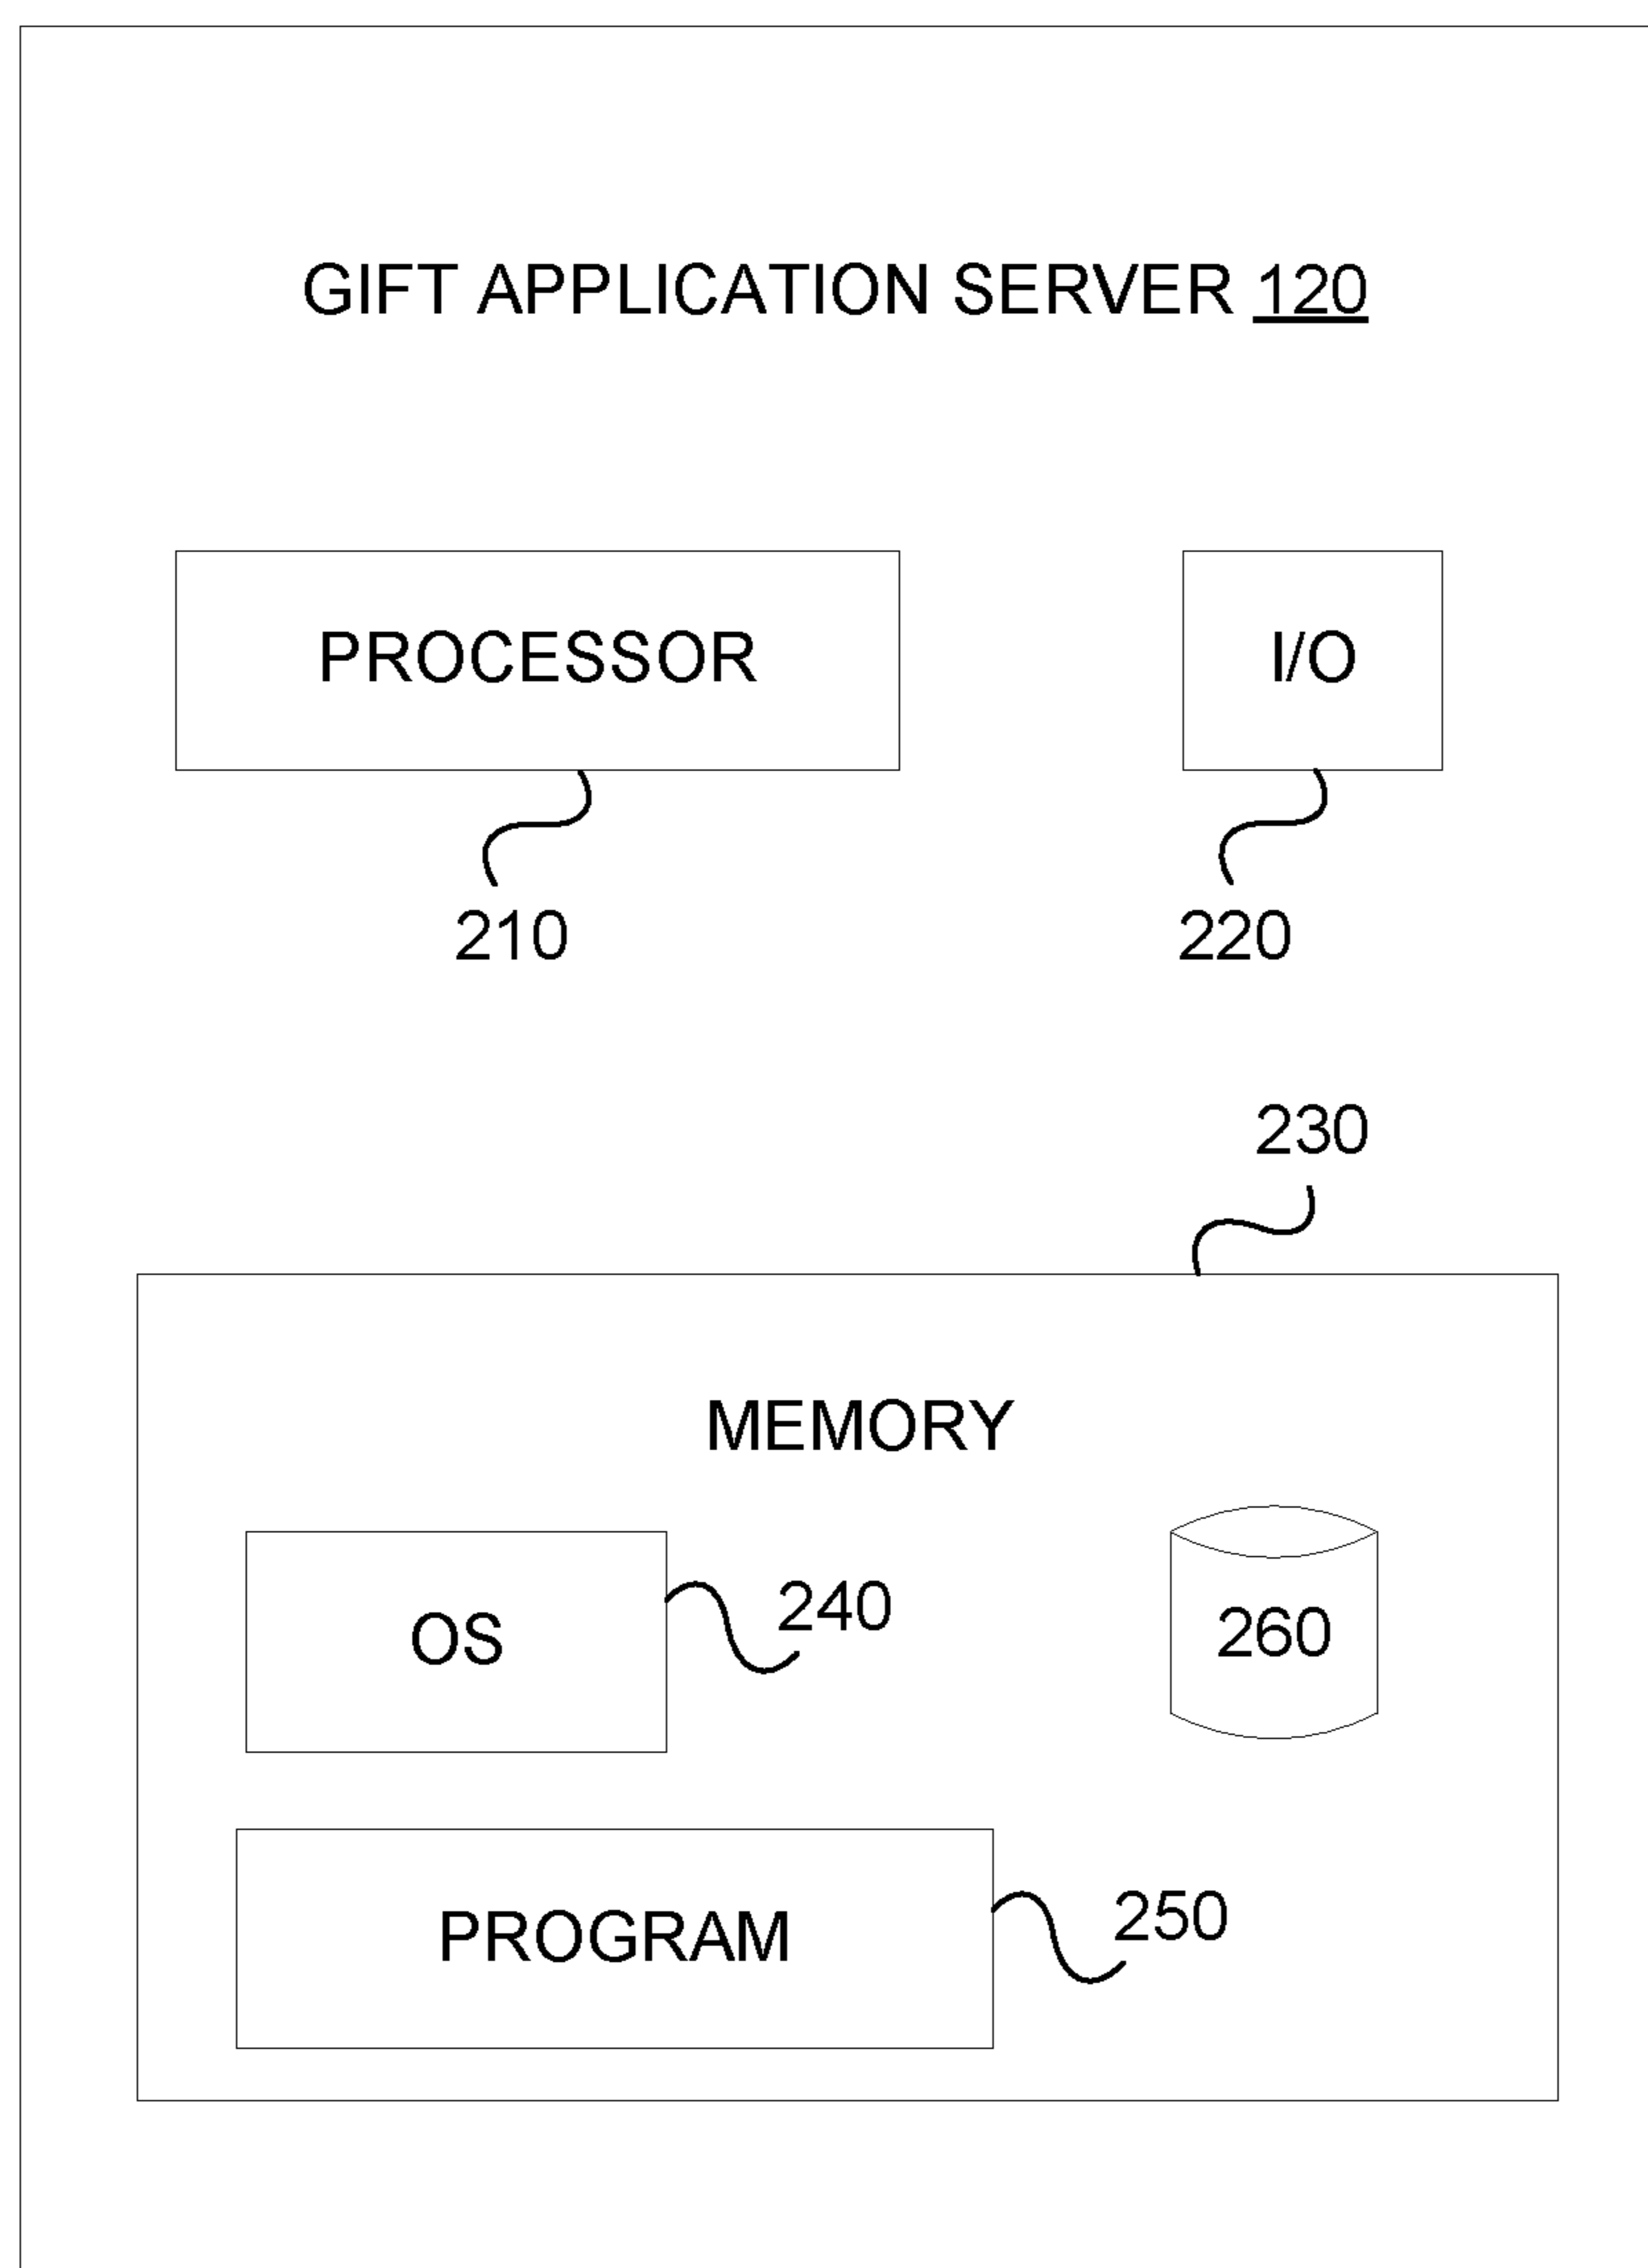 GIFT APPLICATION SERVER 120
PROCESSOR
I/O
210
220
230
MEMORY
OS
240
260
PROGRAM
250